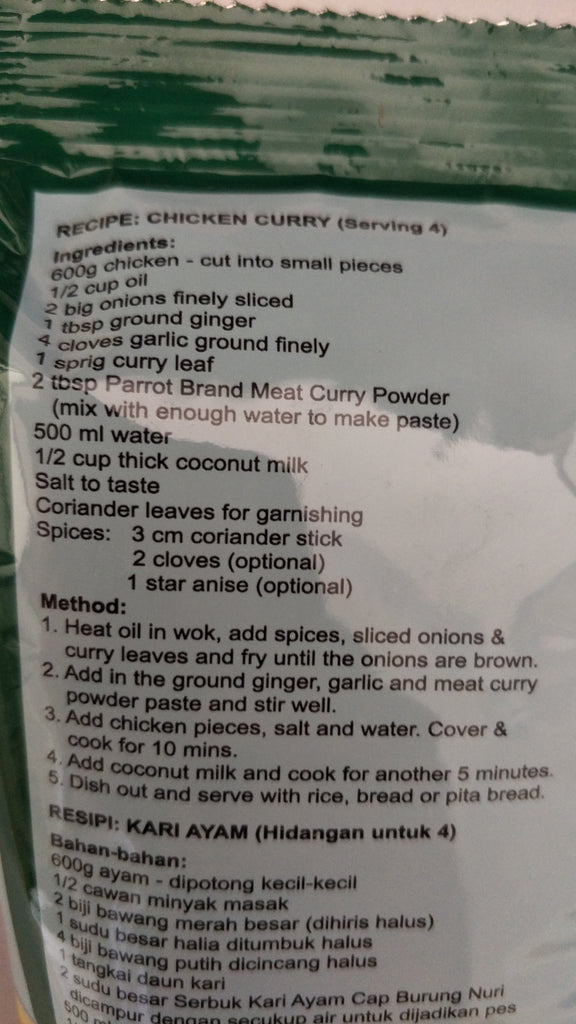 RECIPE: CHICKEN CURRY (Serving 4)
Ingredients:
600g chicken - cut into small pieces
1/2 cup oil
2 big onions finely sliced
1 tbsp ground ginger
4 cloves garlic ground finely
1 sprig curry leaf
2 tbsp Parrot Brand Meat Curry Powder
(mix with enough water to make paste)
500 ml water
1/2 cup thick coconut milk
Salt to taste
Coriander leaves for garnishing
Spices: 3 cm coriander stick
2 cloves (optional)
1 star anise (optional)
Method:
1. Heat oil in wok, add spices, sliced onions &
curry leaves and fry until the onions are brown.
2. Add in the ground ginger, garlic and meat curry
powder paste and stir well.
3. Add chicken pieces, salt and water. Cover &
cook for 10 mins.
4. Add coconut milk and cook for another 5 minutes.
5. Dish out and serve with rice, bread or pita bread.
RESIPI: KARI AYAM (Hidangan untuk 4)
Bahan-bahan:
600g ayam - dipotong kecil-kecil
1/2 cawan minyak masak
2 biji bawang merah besar (dihiris halus)
1 sudu besar halia ditumbuk halus
4 biji bawang putih dicincang halus
1 tangkai daun kari
2 sudu besar Serbuk Kari Ayam Cap Burung Nuri
dicampur dengan secukup air untuk dijadikan pes
500